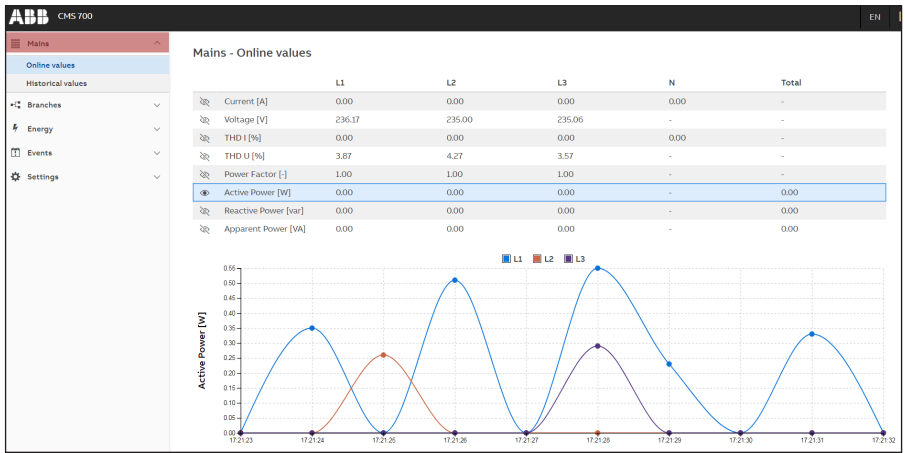 ABB CMS 700 EN
Mains
Online values
Historical values
Branches
Energy
Events
Settings
Mains - Online values
L1 L2 L3 N Total
Current [A] 0.00 0.00 0.00 0.00 -
Voltage [V] 236.17 235.00 235.06 - -
THD I [%] 0.00 0.00 0.00 0.00 -
THD U [%] 3.87 4.27 3.57 - -
Power Factor [-] 1.00 1.00 1.00 - -
Active Power [W] 0.00 0.00 0.00 - 0.00
Reactive Power [var] 0.00 0.00 0.00 - 0.00
Apparent Power [VA] 0.00 0.00 0.00 - 0.00
L1 L2 L3
Active Power [W]
0.55
0.50
0.45
0.40
0.35
0.30
0.25
0.20
0.15
0.10
0.05
0.00
17:21:23 17:21:24 17:21:25 17:21:26 17:21:27 17:21:28 17:21:29 17:21:30 17:21:31 17:21:32